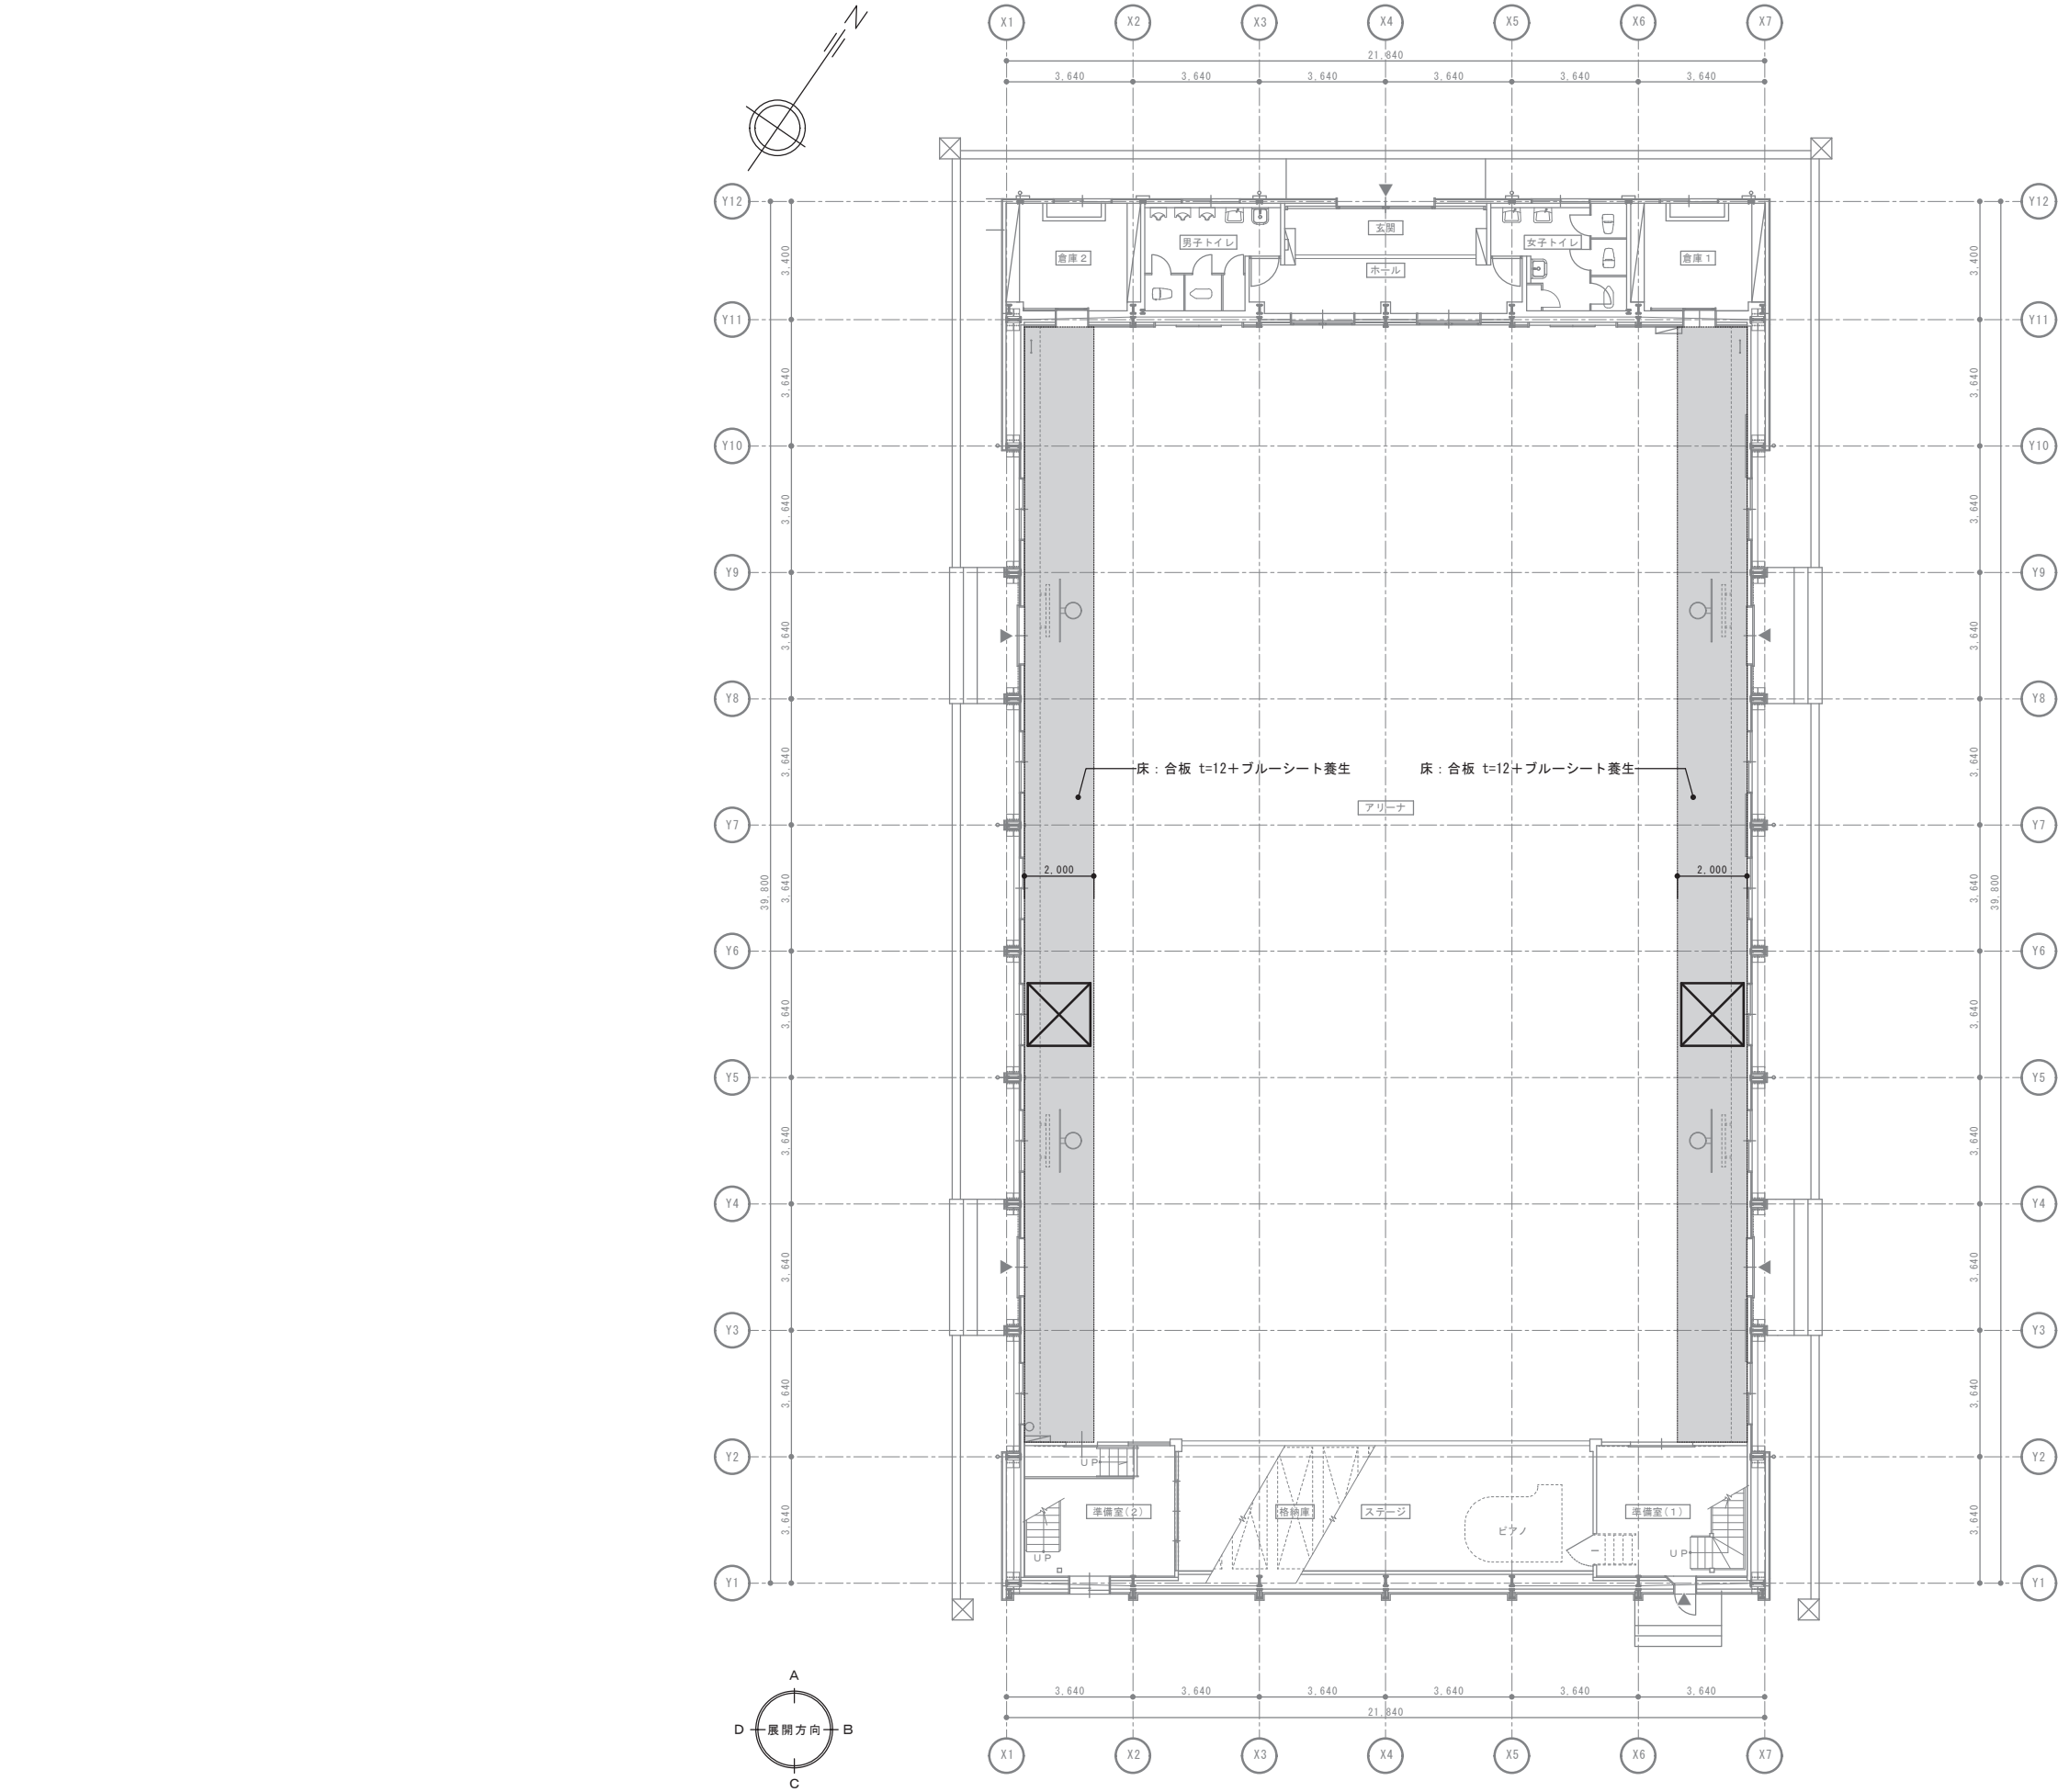 N
X1 X2 X3 X4 X5 X6 X7
21,840
3,640 3,640 3,640 3,640 3,640 3,640
Y12 Y12
玄関
男子トイレ 女子トイレ
倉庫2 倉庫1
ホール
3,400 3,400
Y11 Y11
3,640 3,640
Y10 Y10
3,640 3,640
Y9 Y9
3,640 3,640
Y8 Y8
3,640 3,640
床:合板 t=12+ブルーシート養生 床:合板 t=12+ブルーシート養生
アリーナ
Y7 Y7
2,000 2,000
39,800 3,640 3,640 39,800
Y6 Y6
3,640 3,640
Y5 Y5
3,640 3,640
Y4 Y4
3,640 3,640
Y3 Y3
3,640 3,640
Y2 Y2
UP
準備室(2) 格納庫 ステージ 準備室(1)
3,640 3,640
ピアノ
UP UP
Y1 Y1
A
3,640 3,640 3,640 3,640 3,640 3,640
21,840
D 展開方向 B
X1 X2 X3 X4 X5 X6 X7
C